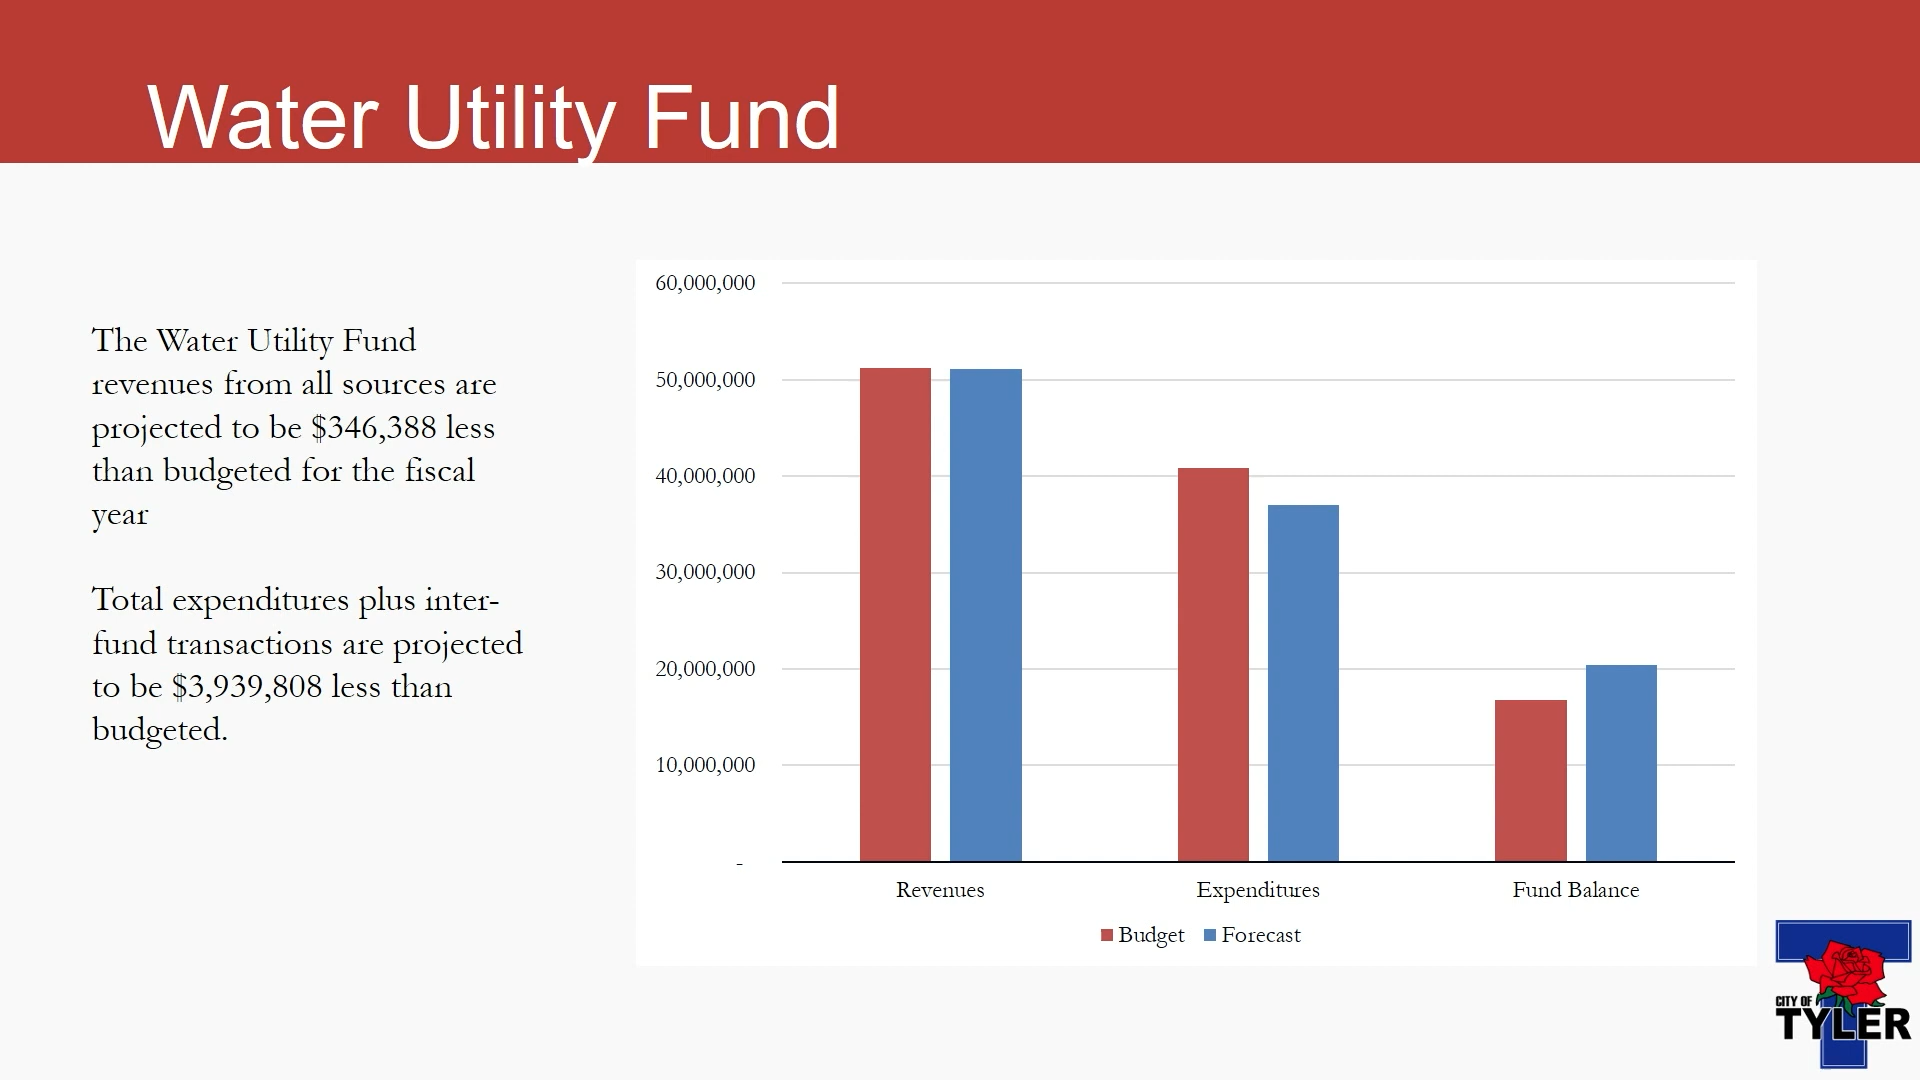 Water Utility Fund
The Water Utility Fund
revenues from all sources are
projected to be $346,388 less
than budgeted for the fiscal
year
Total expenditures plus inter-
fund transactions are projected
to be $3,939,808 less than
budgeted.
60,000,000
50,000,000
40,000,000
30,000,000
20,000,000
10,000,000
-
Revenues Expenditures Fund Balance
Budget Forecast
CITY OF
TYLER